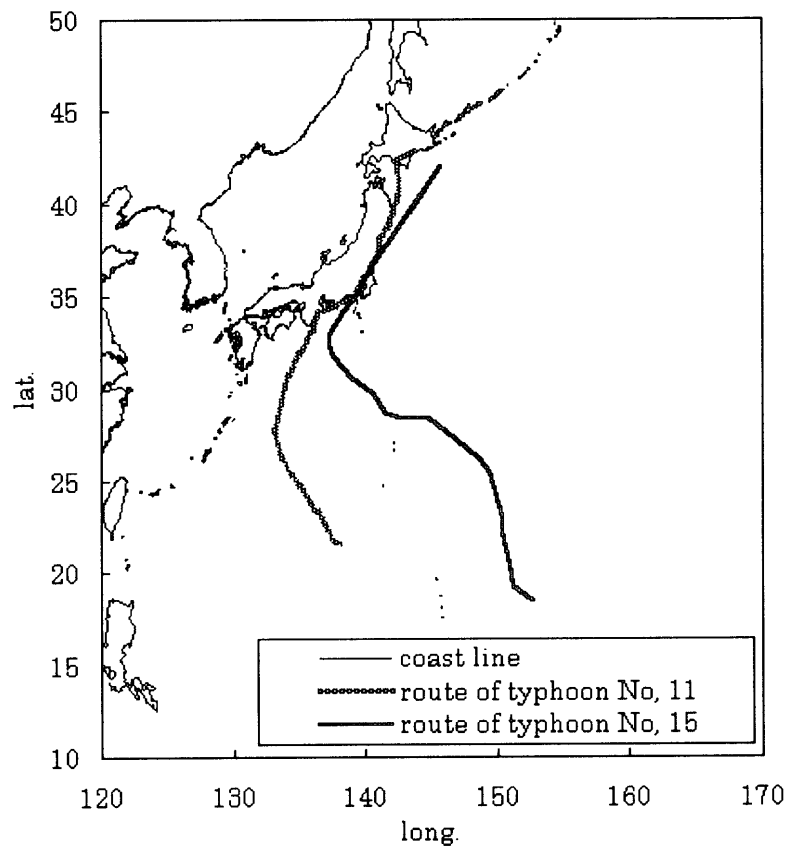 50
45
40
35
30
25
20
15
10
lat.
coast line
route of typhoon No, 11
route of typhoon No, 15
120 130 140 150 160 170
long.